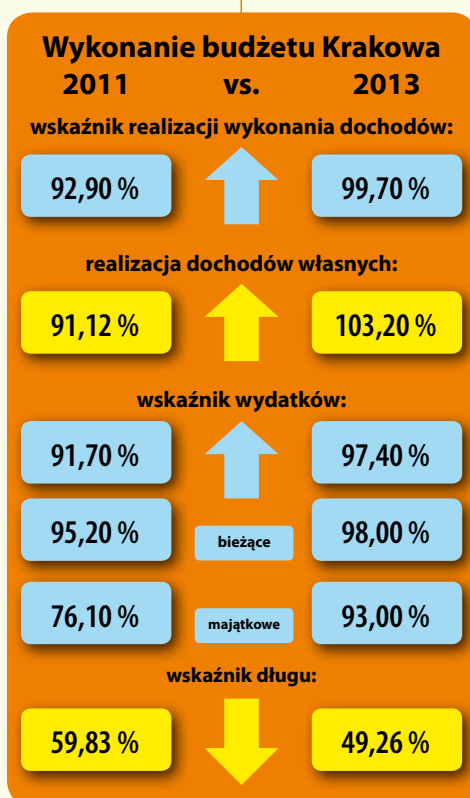 Wykonanie budżetu Krakowa
2011 vs. 2013
wskaźnik realizacji wykonania dochodów:
92,90 % 99,70 %
realizacja dochodów własnych:
91,12 % 103,20 %
wskaźnik wydatków:
91,70 % 97,40 %
95,20 % bieżące 98,00 %
76,10 % majątkowe 93,00 %
wskaźnik długu:
59,83 % 49,26 %